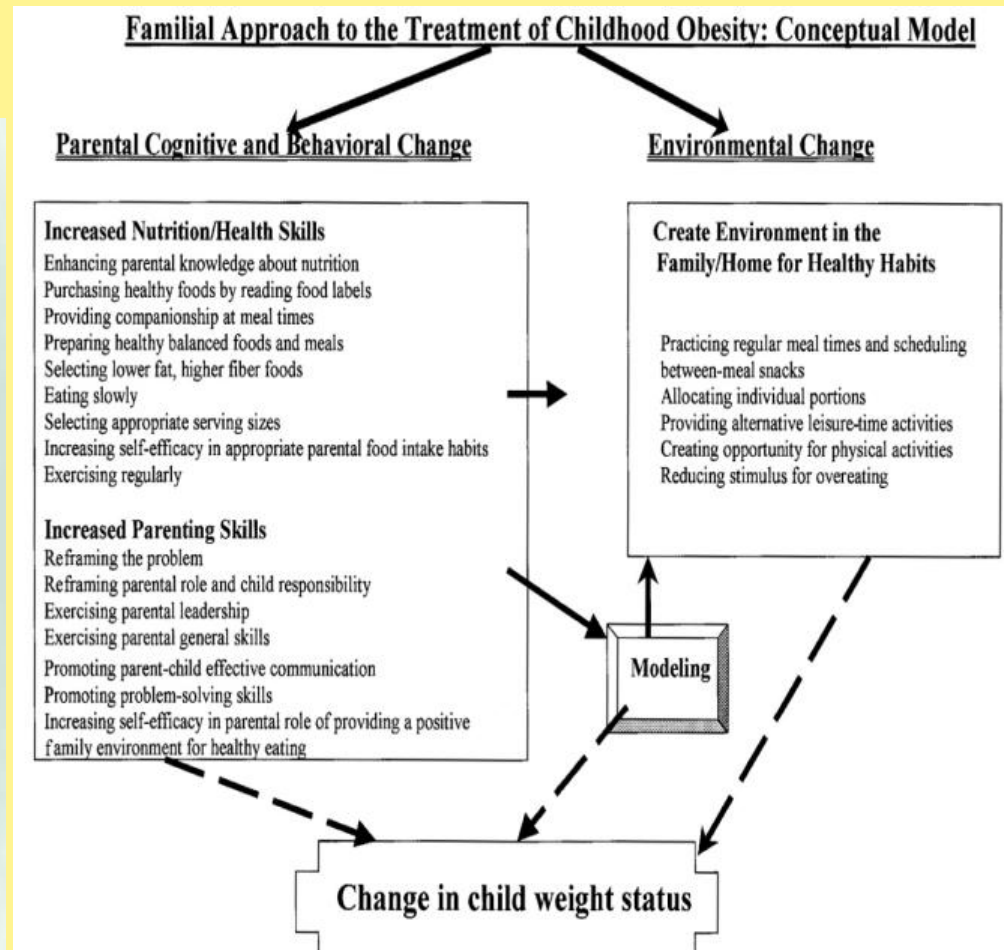 Familial Approach to the Treatment of Childhood Obesity: Conceptual Model
Parental Cognitive and Behavioral Change
Environmental Change
Increased Nutrition/Health Skills
Enhancing parental knowledge about nutrition
Purchasing healthy foods by reading food labels
Providing companionship at meal times
Preparing healthy balanced foods and meals
Selecting lower fat, higher fiber foods
Eating slowly
Selecting appropriate serving sizes
Increasing self-efficacy in appropriate parental food intake habits
Exercising regularly
Increased Parenting Skills
Reframing the problem
Reframing parental role and child responsibility
Exercising parental leadership
Exercising parental general skills
Promoting parent-child effective communication
Promoting problem-solving skills
Increasing self-efficacy in parental role of providing a positive
family environment for healthy eating
Create Environment in the
Family/Home for Healthy Habits
Practicing regular meal times and scheduling
between-meal snacks
Allocating individual portions
Providing alternative leisure-time activities
Creating opportunity for physical activities
Reducing stimulus for overeating
Modeling
Change in child weight status